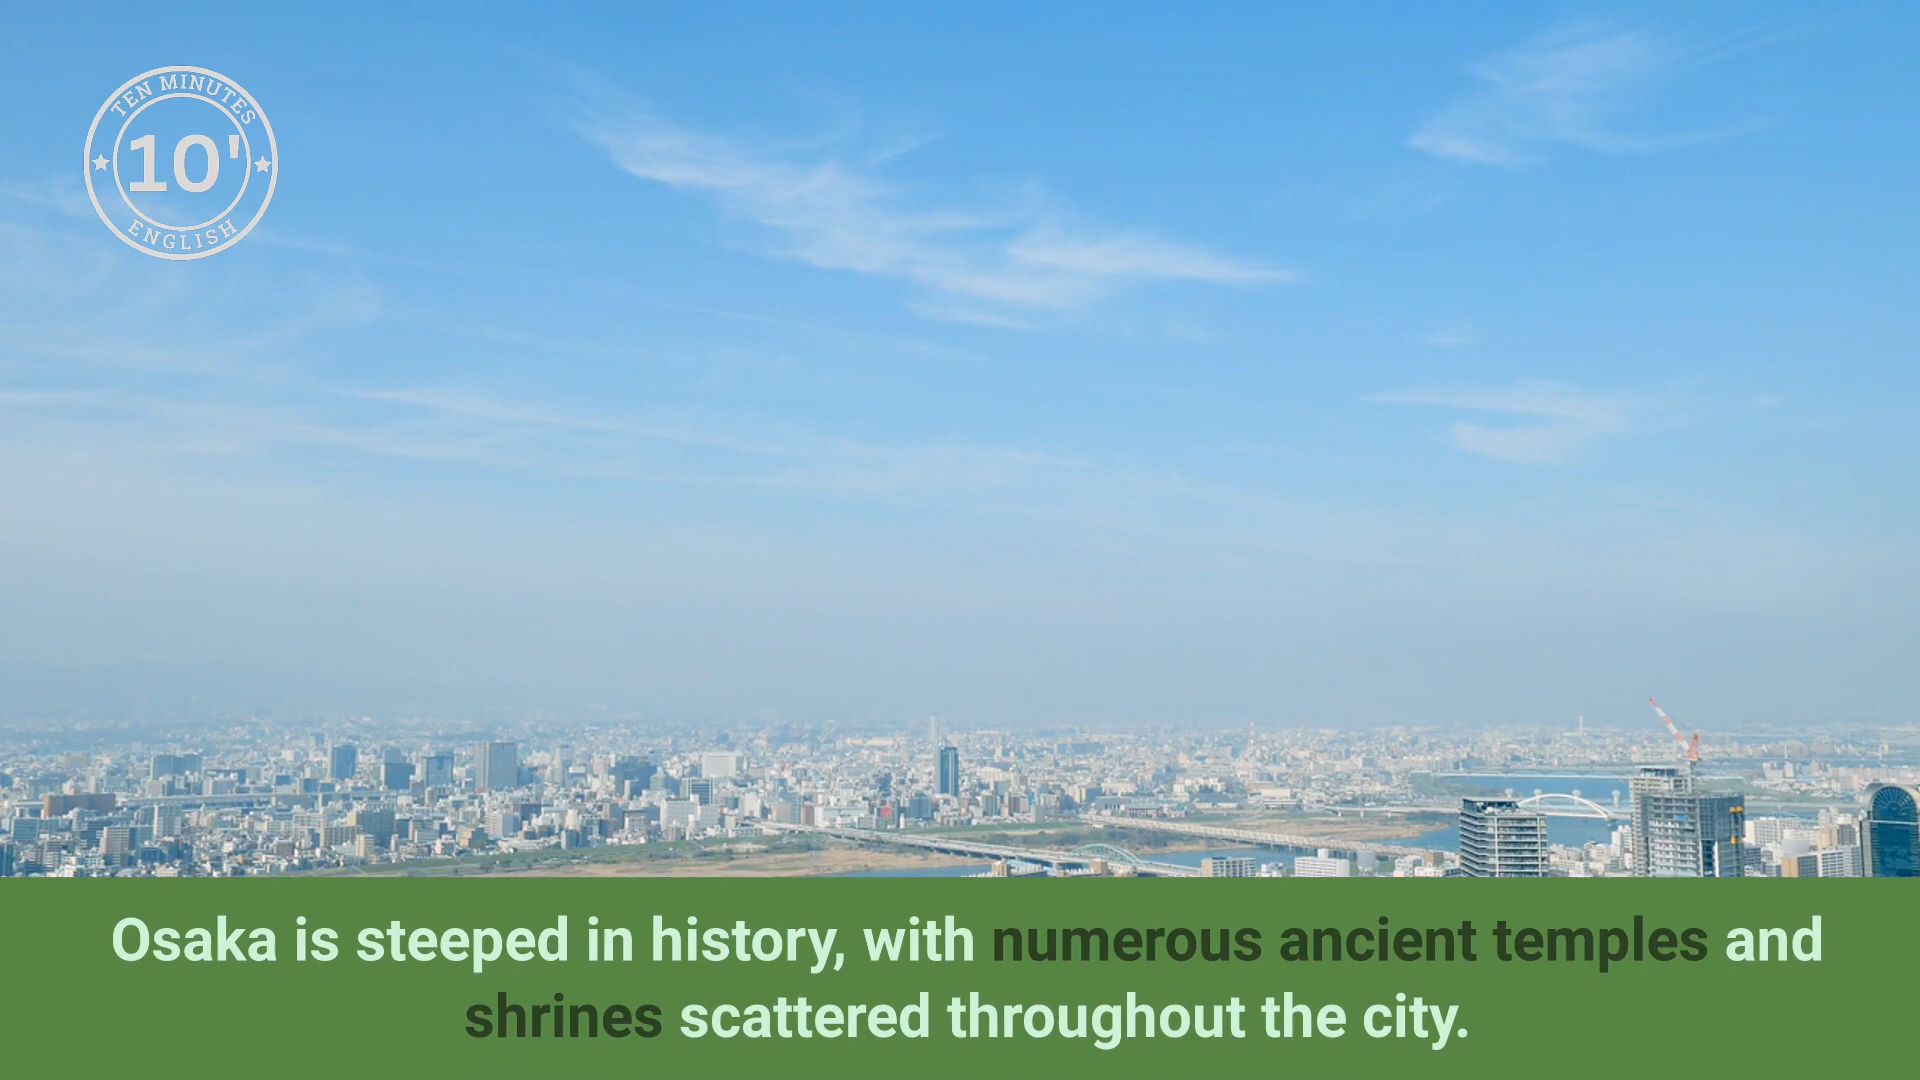 TEN MINUTES
10'
ENGLISH
Osaka is steeped in history, with numerous ancient temples and
shrines scattered throughout the city.